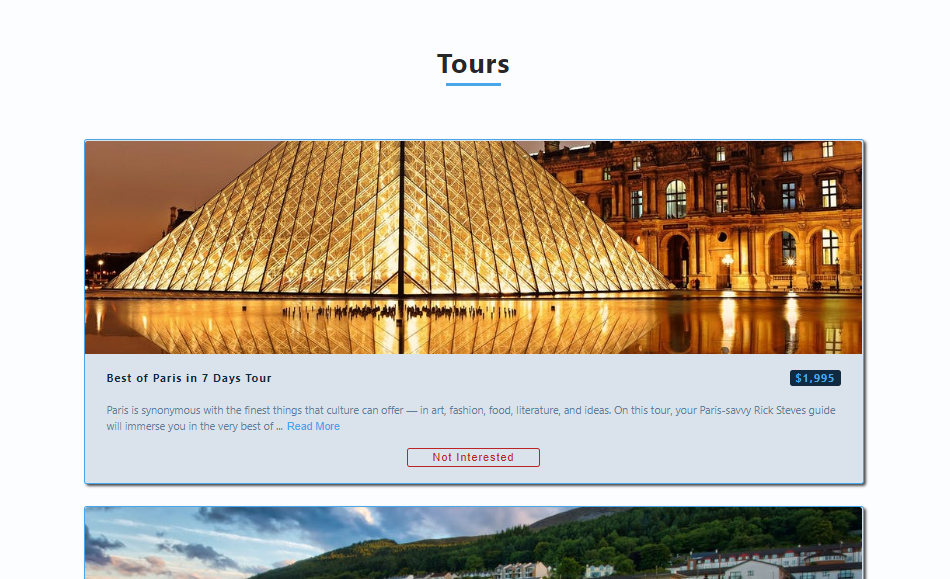 Tours
Best of Paris in 7 Days Tour
$1,995
Paris is synonymous with the finest things that culture can offer — in art, fashion, food, literature, and ideas. On this tour, your Paris-savvy Rick Steves guide
will immerse you in the very best of ... Read More
Not Interested